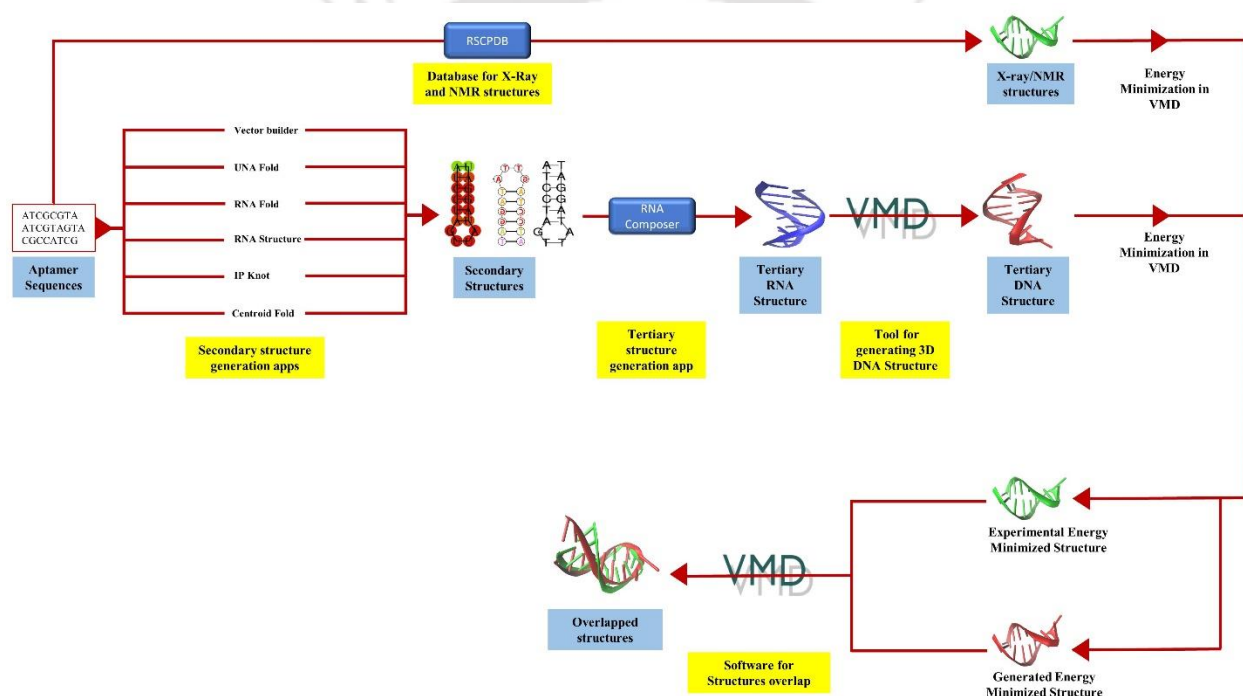 RSCPDB
Database for X-Ray
and NMR structures
X-ray/NMR
structures
Energy
Minimization in
VMD
Vector builder
UNA Fold
RNA Fold
RNA Structure
IP Knot
Centroid Fold
ATCGCGTA
ATCGTAGTA
CGCCATCG
Aptamer
Sequences
Secondary structure
generation apps
Secondary
Structures
RNA
Composer
Tertiary
structure
generation app
Tertiary
RNA
Structure
VMD
Tool for
generating 3D
DNA Structure
Tertiary
DNA
Structure
Energy
Minimization in
VMD
Experimental Energy
Minimized Structure
VMD
Overlapped
structures
Software for
Structures overlap
Generated Energy
Minimized Structure